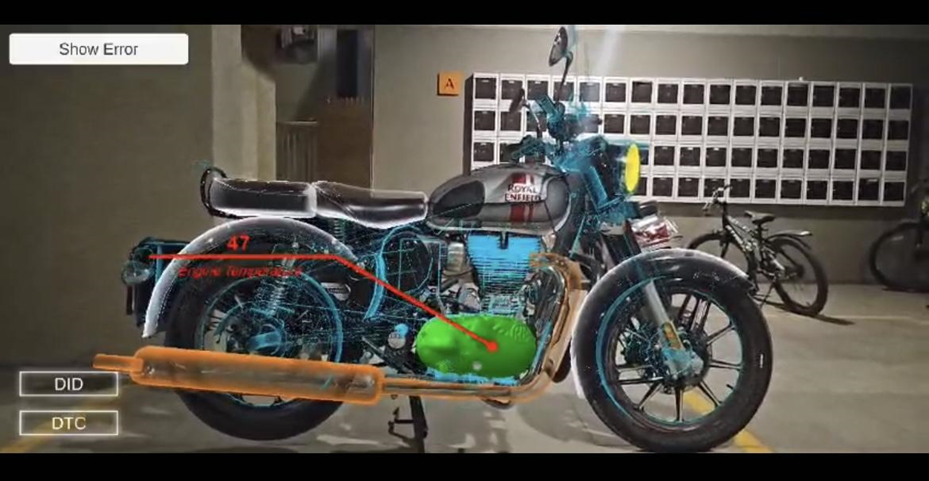 Show Error
A
ROYAL
ENFIELD
47
Engine Temperature
DID
DTC